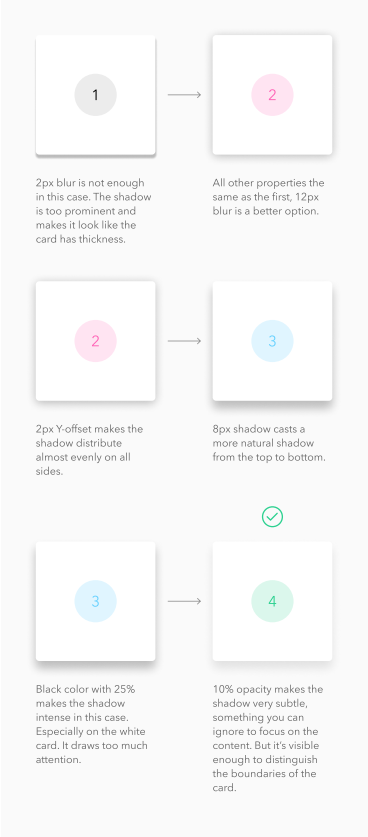 1
2
2px blur is not enough
in this case. The shadow
is too prominent and
makes it look like the
card has thickness.
All other properties the
same as the first, 12px
blur is a better option.
2
3
2px Y-offset makes the
shadow distribute
almost evenly on all
sides.
8px shadow casts a
more natural shadow
from the top to bottom.
3
4
Black color with 25%
makes the shadow
intense in this case.
Especially on the white
card. It draws too much
attention.
10% opacity makes the
shadow very subtle,
something you can
ignore to focus on the
content. But it's visible
enough to distinguish
the boundaries of the
card.